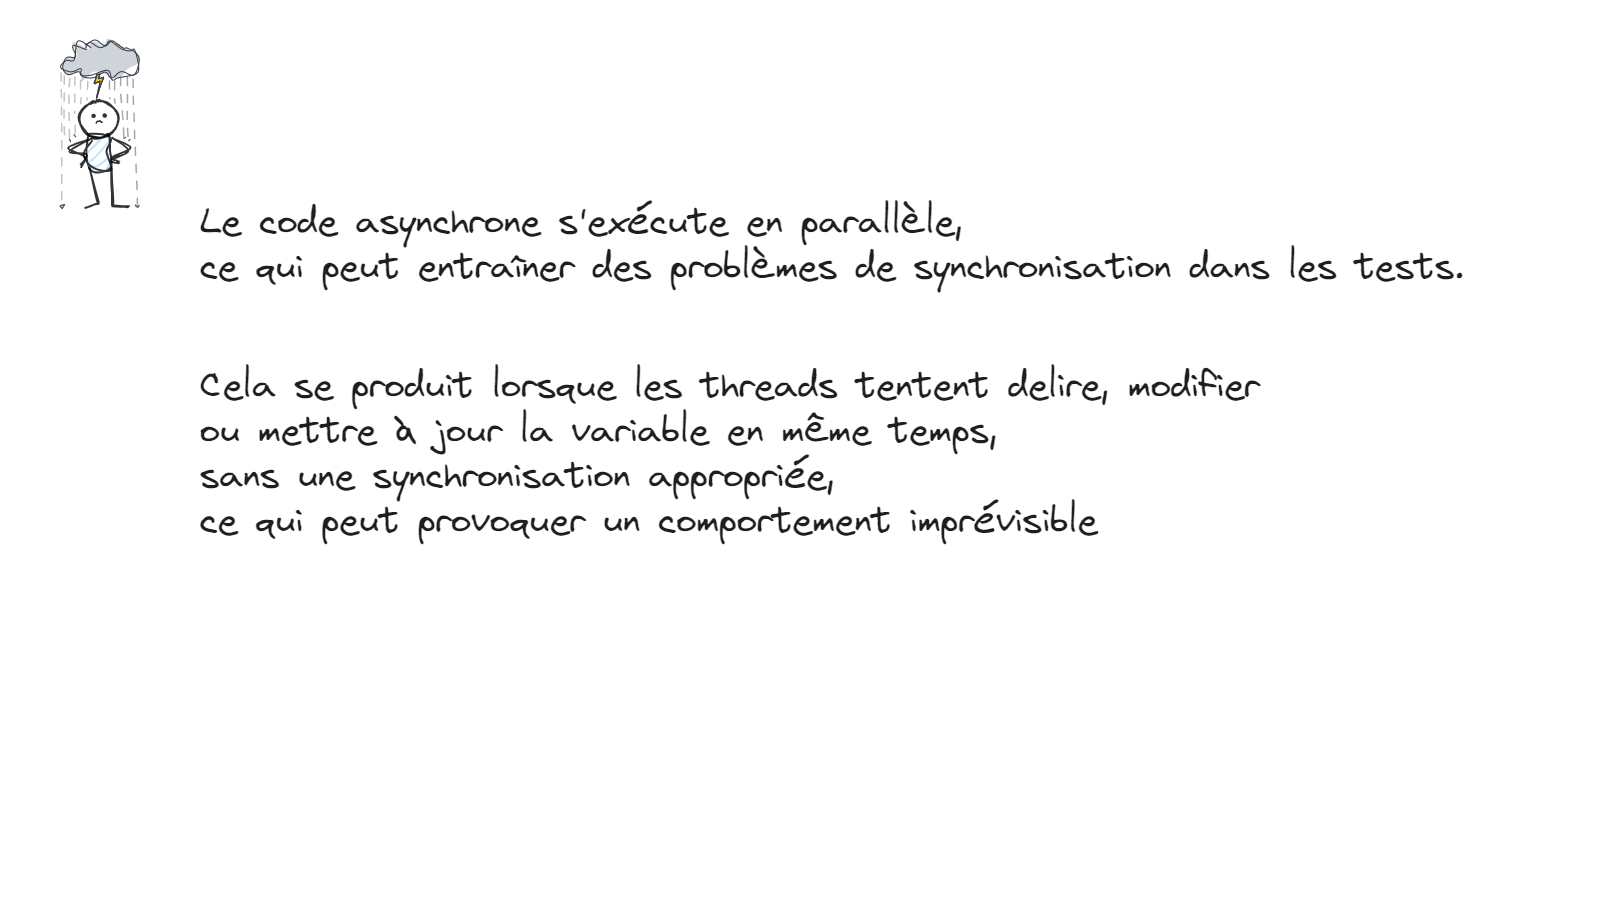 Le code asynchrone s'exécute en parallèle,
ce qui peut entraîner des problèmes de synchronisation dans les tests.
Cela se produit lorsque les threads tentent delire, modifier
ou mettre à jour la variable en même temps,
sans une synchronisation appropriée,
ce qui peut provoquer un comportement imprévisible